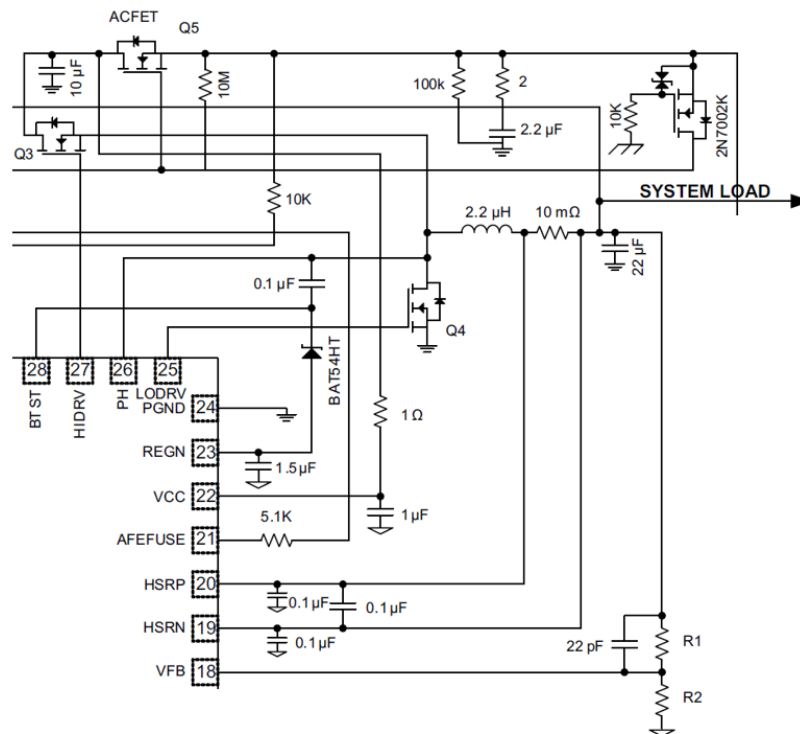 ACFET
Q5
10 µF
10M
100k
2
2.2 µF
10K
2N7002K
Q3
10K
SYSTEM LOAD
2.2 µH
10 mΩ
22 µF
0.1 µF
Q4
BAT54HT
28
27
26
25
BTST
HIDRV
PH
LODRV
PGND
24
1 Ω
REGN
23
1.5 µF
VCC
22
1 µF
5.1K
AFEFUSE
21
HSRP
20
0.1 µF
0.1 µF
HSRN
19
0.1 µF
22 pF
R1
VFB
18
R2